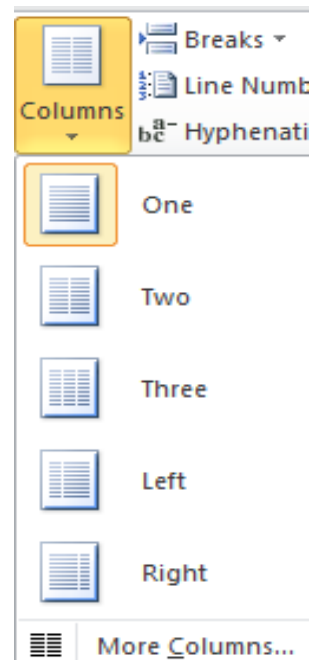 Columns
Breaks
Line Numb
Hyphenati
One
Two
Three
Left
Right
More Columns...